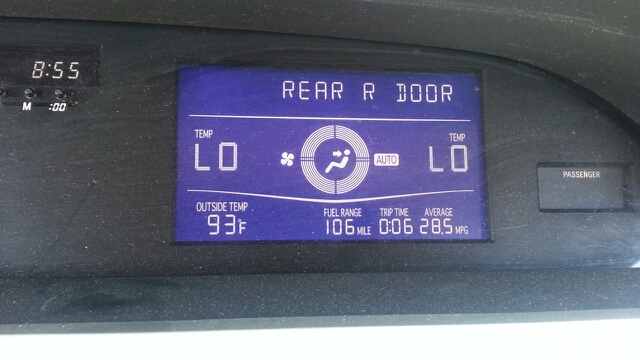 8:55
M :00
REAR R DOOR
TEMP TEMP
LO AUTO LO
PASSENGER
OUTSIDE TEMP FUEL RANGE TRIP TIME AVERAGE
93°F 106 MILE 0:06 28.5 MPG